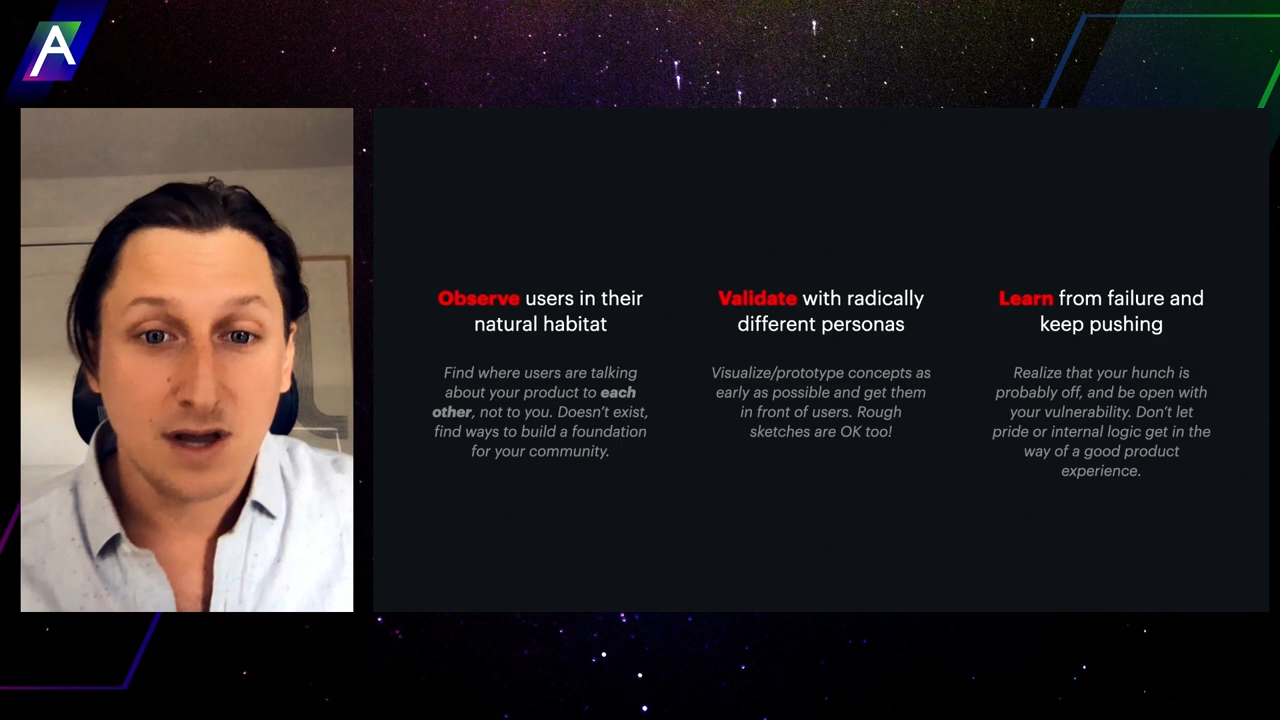 A
Observe users in their
natural habitat
Find where users are talking
about your product to each
other, not to you. Doesn’t exist,
find ways to build a foundation
for your community.
Validate with radically
different personas
Visualize/prototype concepts as
early as possible and get them
in front of users. Rough
sketches are OK too!
Learn from failure and
keep pushing
Realize that your hunch is
probably off, and be open with
your vulnerability. Don’t let
pride or internal logic get in the
way of a good product
experience.